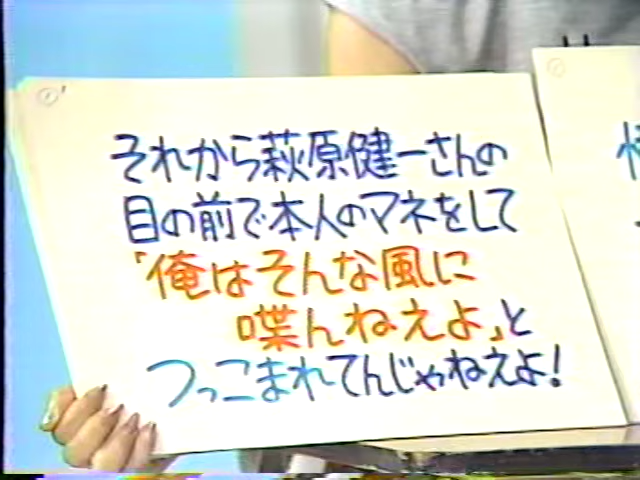 それから萩原健一さんの
目の前で本人のマネをして
「俺はそんな風に
喋んねえよ」と
つっこまれてんじゃねえよ!